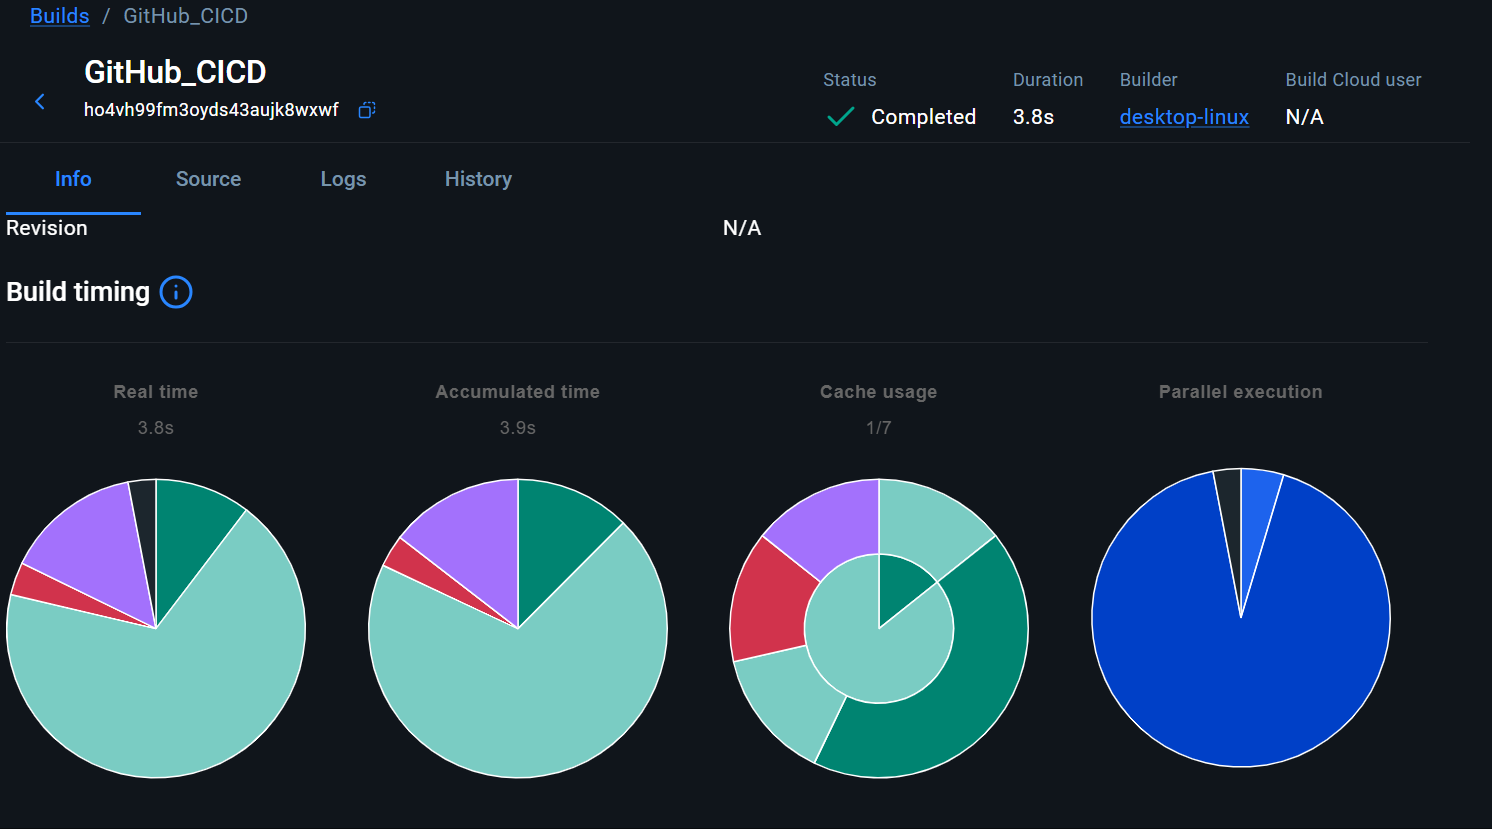 Builds / GitHub_CICD
GitHub_CICD
ho4vh99fm3oyds43aujk8wxwf
Status
Completed
Duration
3.8s
Builder
desktop-linux
Build Cloud user
N/A
Info
Source
Logs
History
Revision
N/A
Build timing
Real time
3.8s
Accumulated time
3.9s
Cache usage
1/7
Parallel execution